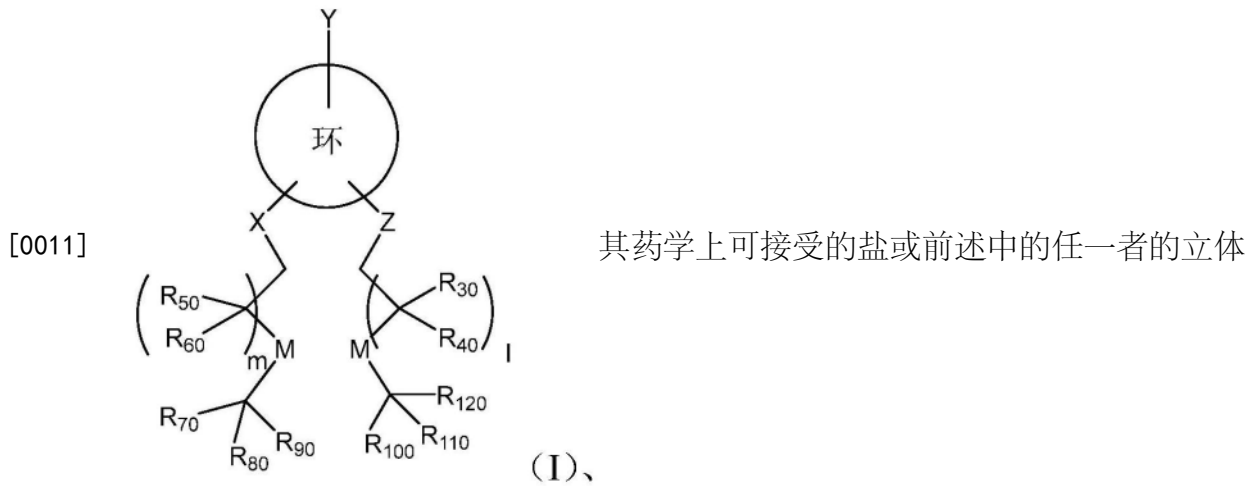 Y
环
X Z
[0011] 其药学上可接受的盐或前述中的任一者的立体
R50 R30
R60 R40
m M M l
R70 R120
R80 R90 R100 R110
(I)、